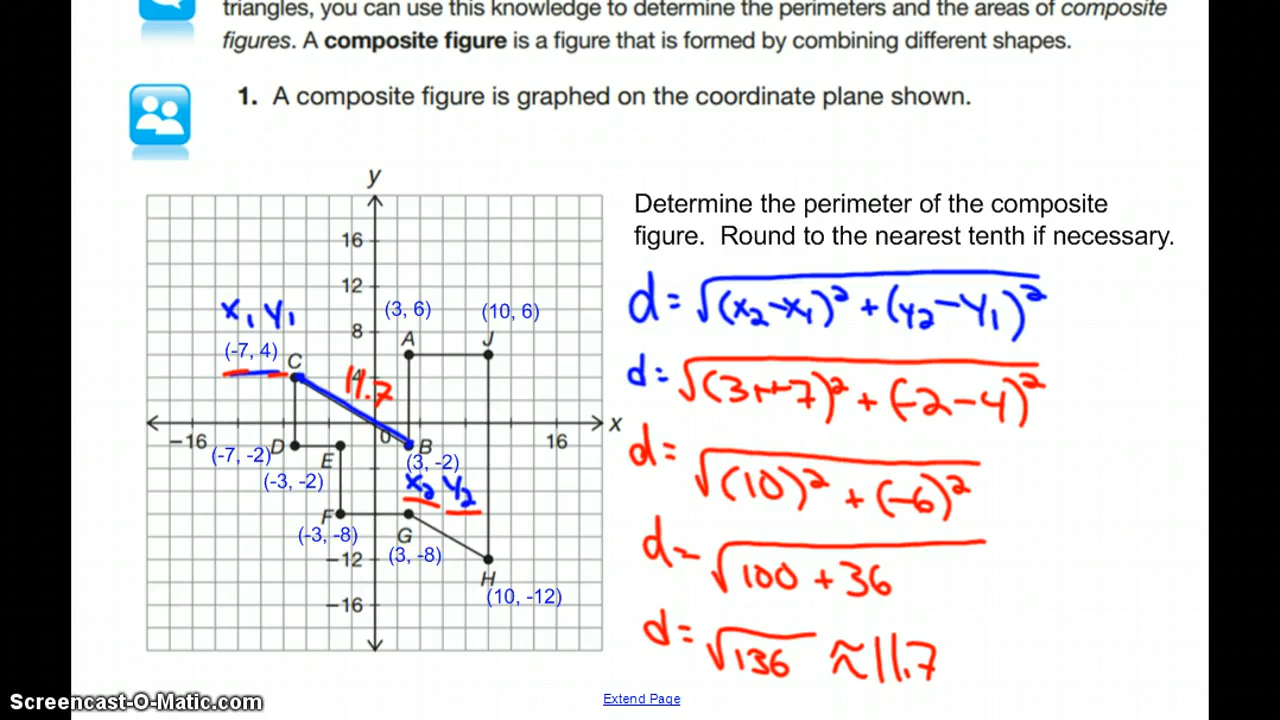 triangles, you can use this knowledge to determine the perimeters and the areas of composite
figures. A composite figure is a figure that is formed by combining different shapes.
1. A composite figure is graphed on the coordinate plane shown.
Determine the perimeter of the composite
figure. Round to the nearest tenth if necessary.
y
16
12
8
4
0
−16
16
x
−12
−16
x₁ y₁
(-7, 4)
C
(3, 6)
A
(10, 6)
J
11.7
D
(-7, -2)
E
(-3, -2)
B
(3, -2)
x₂ y₂
F
(-3, -8)
G
(3, -8)
H
(10, -12)
d = √(x₂-x₁)² + (y₂-y₁)²
d = √(3++7)² + (-2-4)²
d = √(10)² + (-6)²
d = √100 + 36
d = √136 ≈ 11.7
Extend Page
Screencast-O-Matic.com